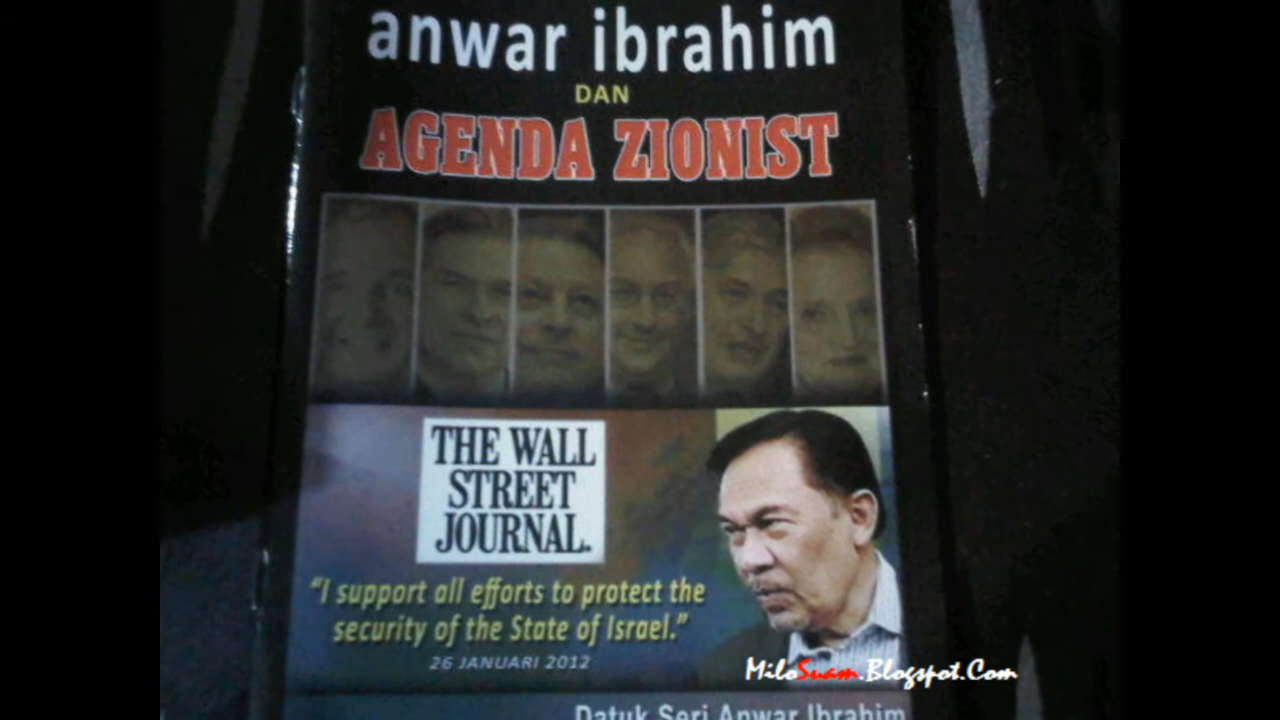 anwar ibrahim
DAN
AGENDA ZIONIST
THE WALL
STREET
JOURNAL.
"I support all efforts to protect the
security of the State of Israel."
26 JANUARI 2012
MiloSuam.Blogspot.Com
Datuk Seri Anwar Ibrahim